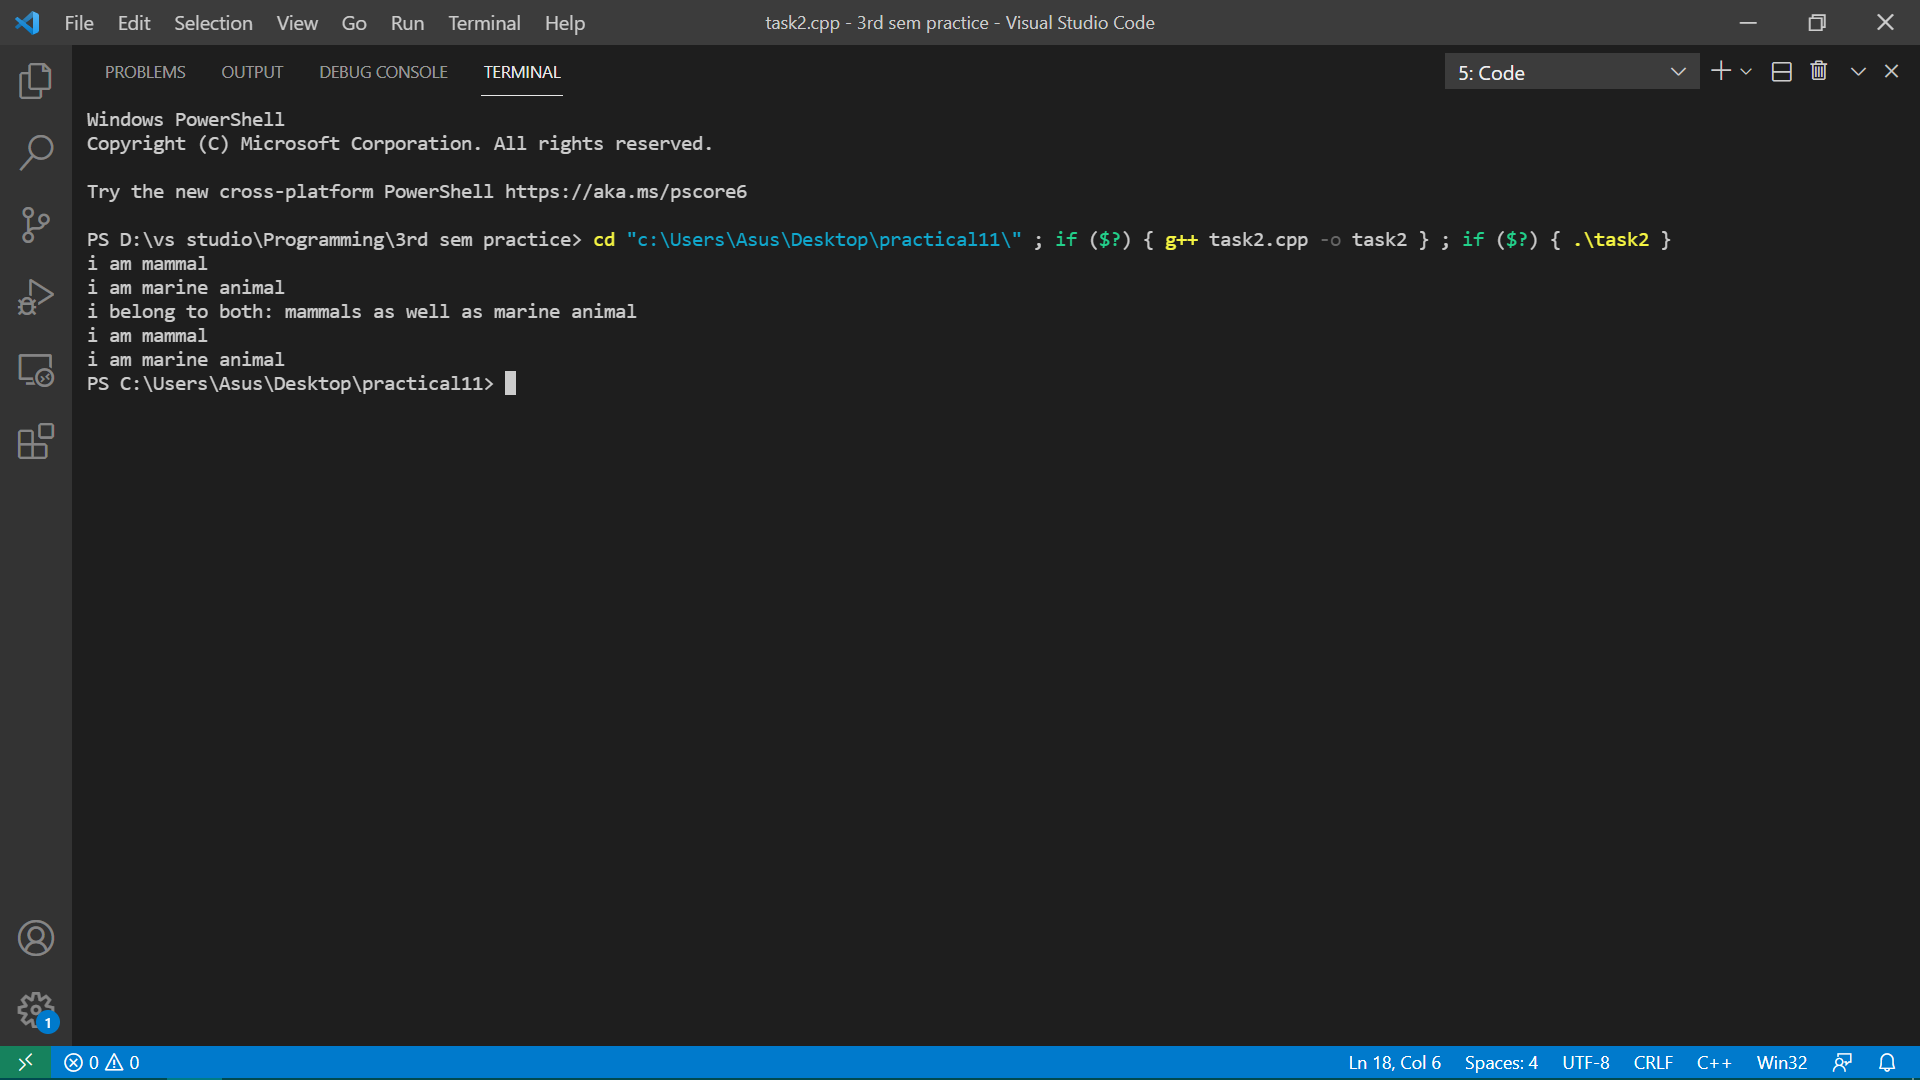 File Edit Selection View Go Run Terminal Help task2.cpp - 3rd sem practice - Visual Studio Code
PROBLEMS OUTPUT DEBUG CONSOLE TERMINAL 5: Code
Windows PowerShell
Copyright (C) Microsoft Corporation. All rights reserved.
Try the new cross-platform PowerShell https://aka.ms/pscore6
PS D:\vs studio\Programming\3rd sem practice> cd "c:\Users\Asus\Desktop\practical11\" ; if ($?) { g++ task2.cpp -o task2 } ; if ($?) { .\task2 }
i am mammal
i am marine animal
i belong to both: mammals as well as marine animal
i am mammal
i am marine animal
PS C:\Users\Asus\Desktop\practical11>
1
0 0 Ln 18, Col 6 Spaces: 4 UTF-8 CRLF C++ Win32